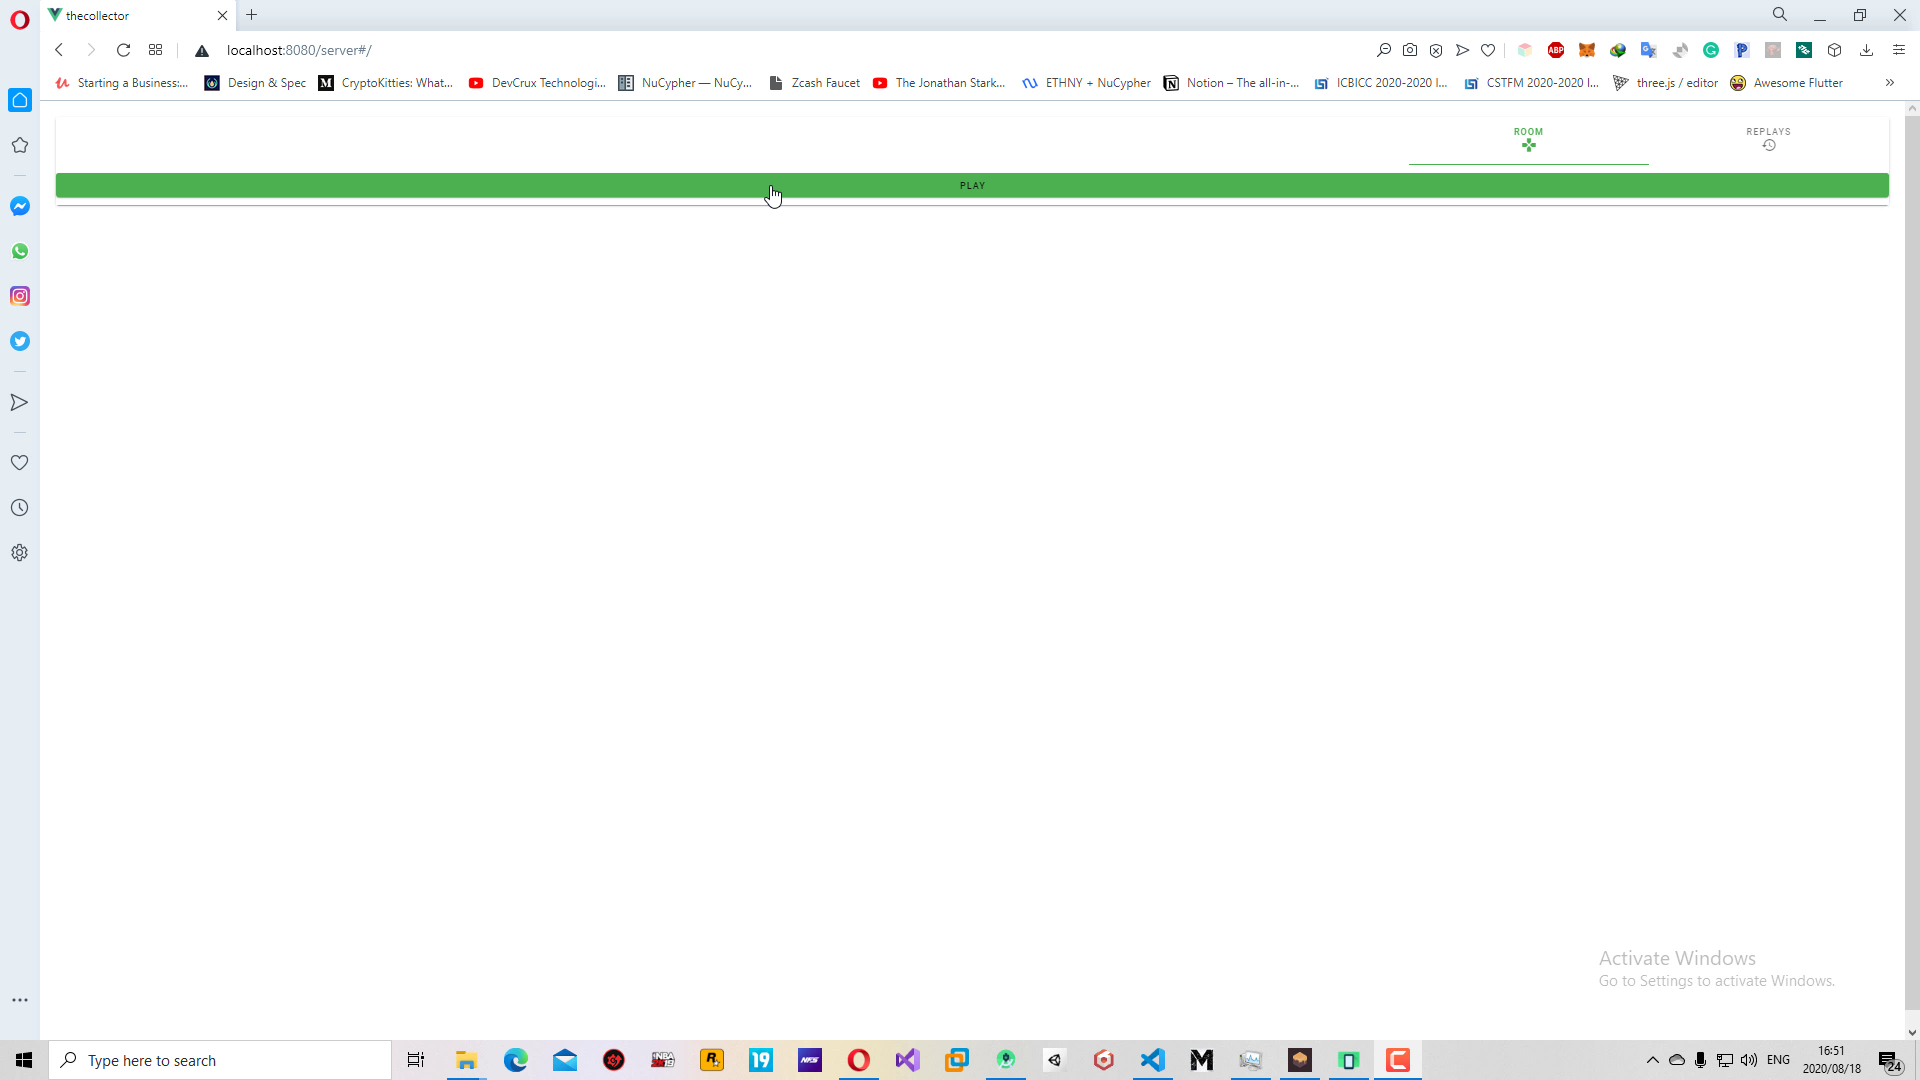 thecollector
localhost:8080/server#/
Starting a Business:...
Design & Spec
CryptoKitties: What...
DevCrux Technologi...
NuCypher — NuCy...
Zcash Faucet
The Jonathan Stark...
ETHNY + NuCypher
Notion – The all-in-...
ICBICC 2020-2020 I...
CSTFM 2020-2020 I...
three.js / editor
Awesome Flutter
ABP
ROOM
REPLAYS
PLAY
Activate Windows
Go to Settings to activate Windows.
Type here to search
19
NFS
ENG
16:51
2020/08/18
24